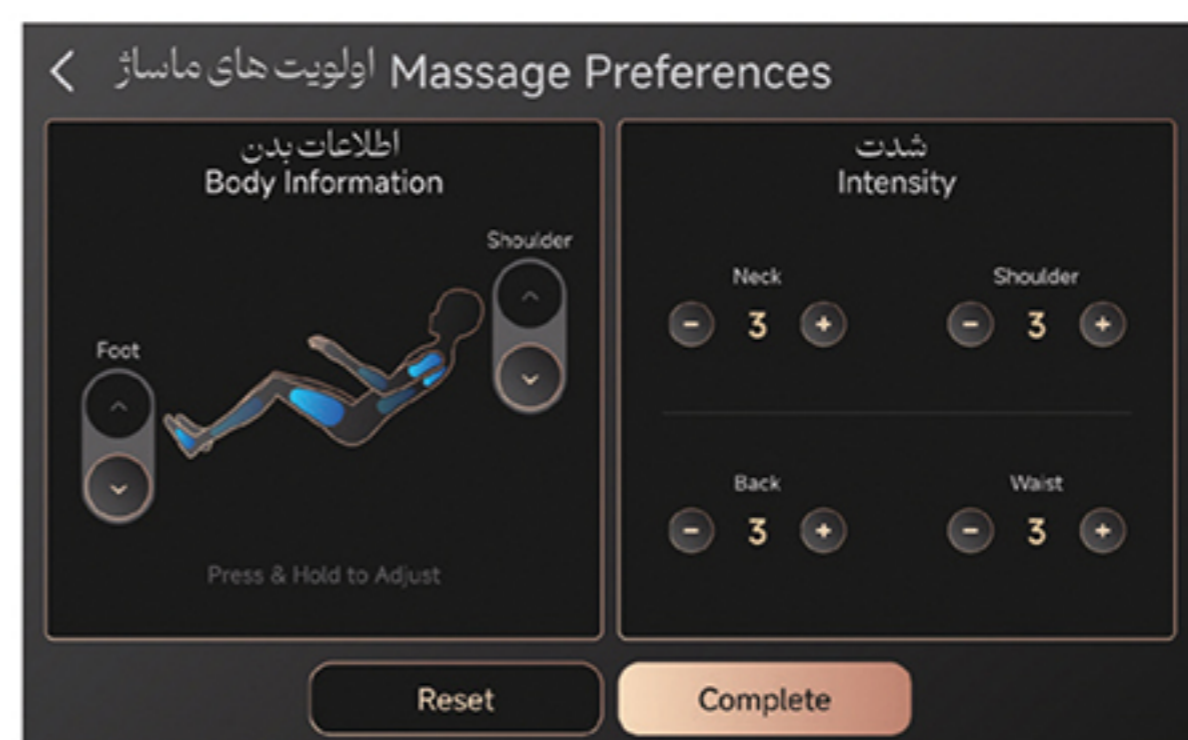 اولویت های ماساژ Massage Preferences
اطلاعات بدن
Body Information
Shoulder
Foot
Press & Hold to Adjust
شدت
Intensity
Neck
Shoulder
- 3 +
- 3 +
Back
Waist
- 3 +
- 3 +
Reset
Complete